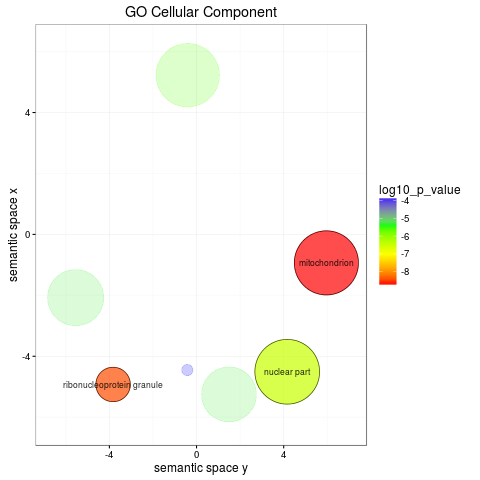 GO Cellular Component
semantic space x
4
0
-4
mitochondrion
nuclear part
ribonucleoprotein granule
-4
0
4
semantic space y
log10_p_value
-4
-5
-6
-7
-8